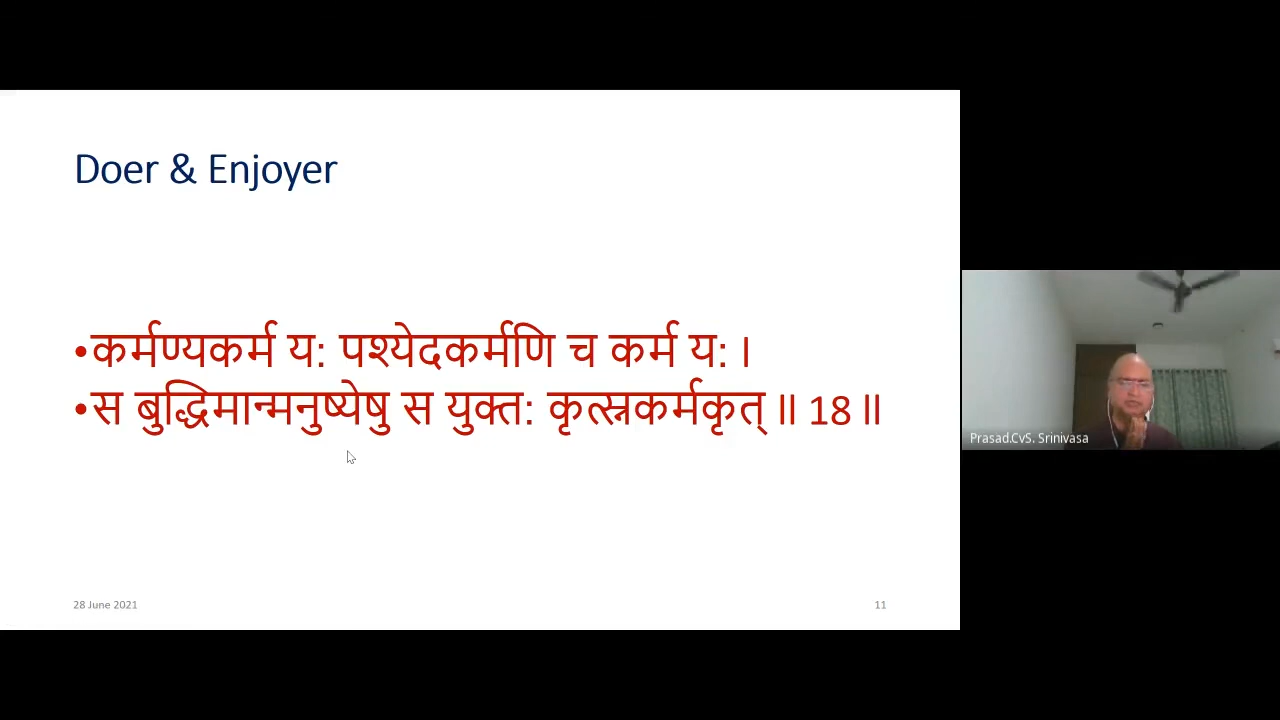 Doer & Enjoyer
•कर्मण्यकर्म य: पश्येदकर्मणि च कर्म य: ।
•स बुद्धिमान्मनुष्येषु स युक्त: कृत्स्नकर्मकृत् ॥ 18 ॥
Prasad.CvS. Srinivasa
28 June 2021
11